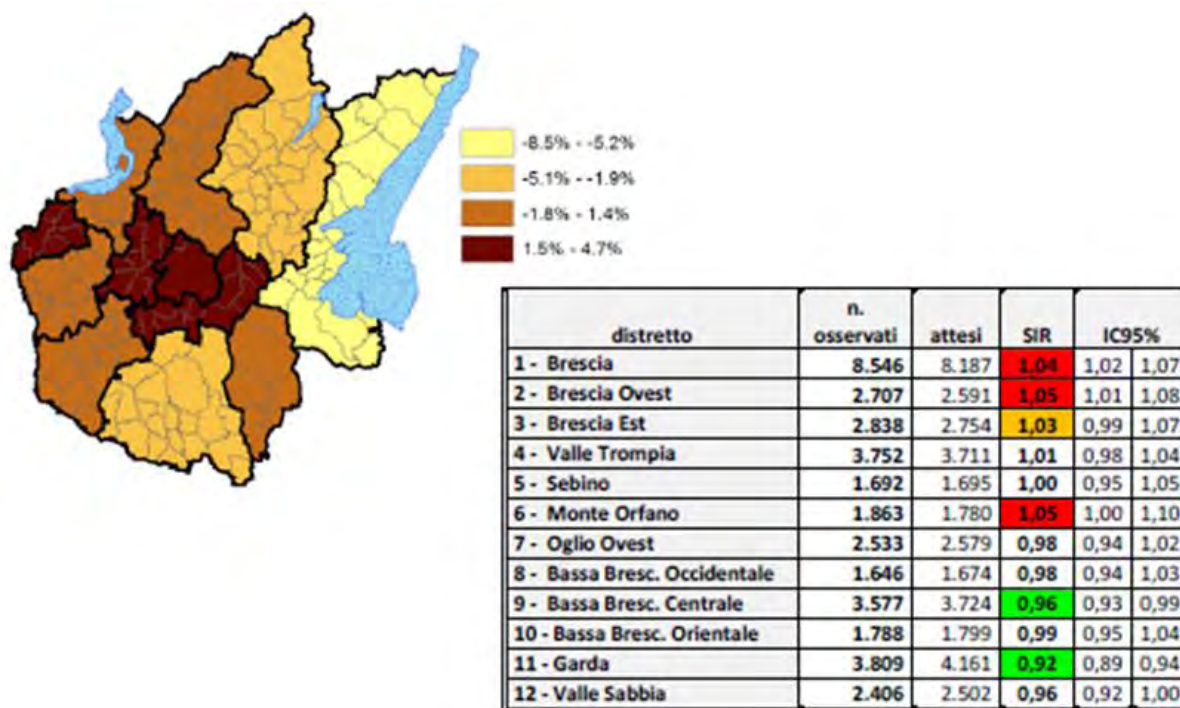 -8.5% - -5.2%
-5.1% - -1.9%
-1.8% - 1.4%
1.5% - 4.7%
distretto n. osservati attesi SIR IC95%
1 - Brescia 8.546 8.187 1,04 1,02 1,07
2 - Brescia Ovest 2.707 2.591 1,05 1,01 1,08
3 - Brescia Est 2.838 2.754 1,03 0,99 1,07
4 - Valle Trompia 3.752 3.711 1,01 0,98 1,04
5 - Sebino 1.692 1.695 1,00 0,95 1,05
6 - Monte Orfano 1.863 1.780 1,05 1,00 1,10
7 - Oglio Ovest 2.533 2.579 0,98 0,94 1,02
8 - Bassa Bresc. Occidentale 1.646 1.674 0,98 0,94 1,03
9 - Bassa Bresc. Centrale 3.577 3.724 0,96 0,93 0,99
10 - Bassa Bresc. Orientale 1.788 1.799 0,99 0,95 1,04
11 - Garda 3.809 4.161 0,92 0,89 0,94
12 - Valle Sabbia 2.406 2.502 0,96 0,92 1,00